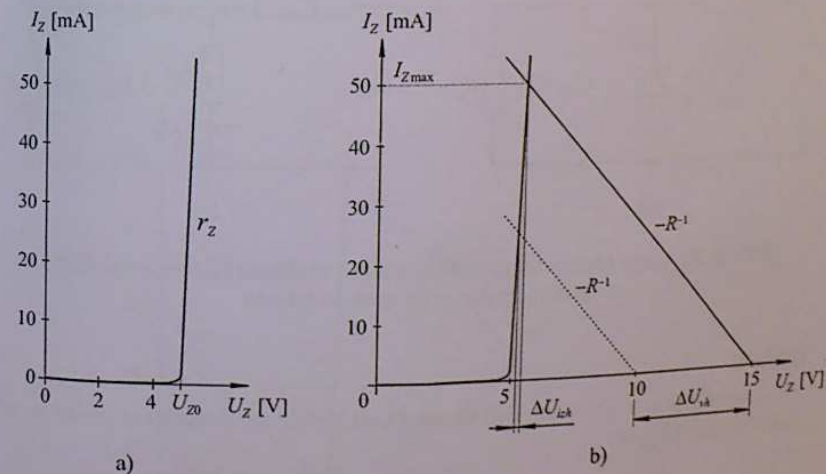 I_Z [mA]
50
40
30
20
10
0
r_Z
0
2
4
U_Z0
U_Z [V]
a)
I_Z [mA]
50
40
30
20
10
0
I_Zmax
−R⁻¹
−R⁻¹
5
10
15
U_Z [V]
ΔU_izh
ΔU_vh
b)